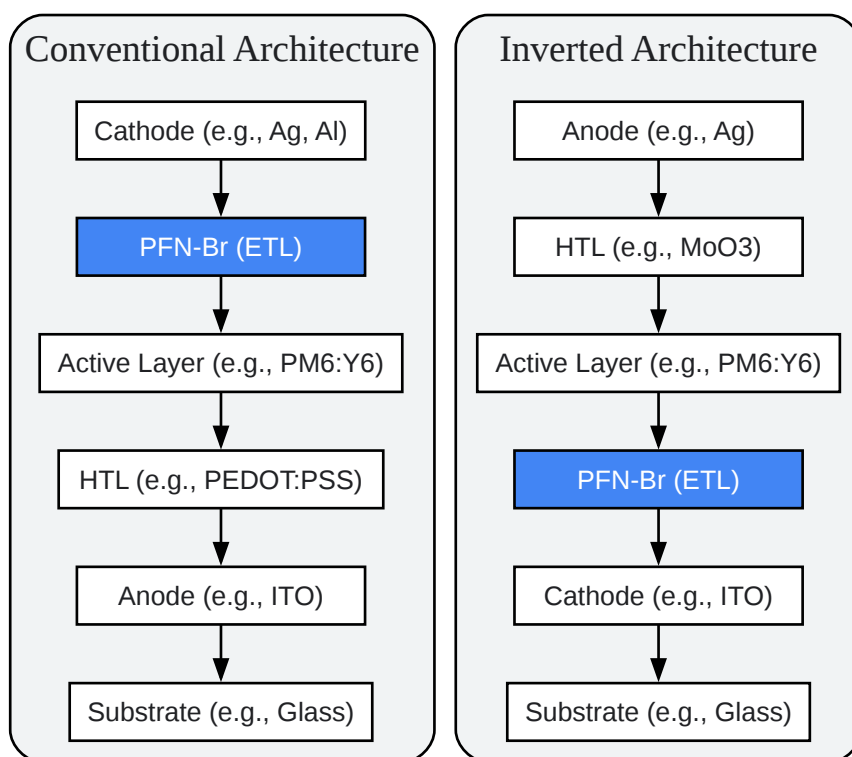 Conventional Architecture
Cathode (e.g., Ag, Al)
PFN-Br (ETL)
Active Layer (e.g., PM6:Y6)
HTL (e.g., PEDOT:PSS)
Anode (e.g., ITO)
Substrate (e.g., Glass)
Inverted Architecture
Anode (e.g., Ag)
HTL (e.g., MoO3)
Active Layer (e.g., PM6:Y6)
PFN-Br (ETL)
Cathode (e.g., ITO)
Substrate (e.g., Glass)